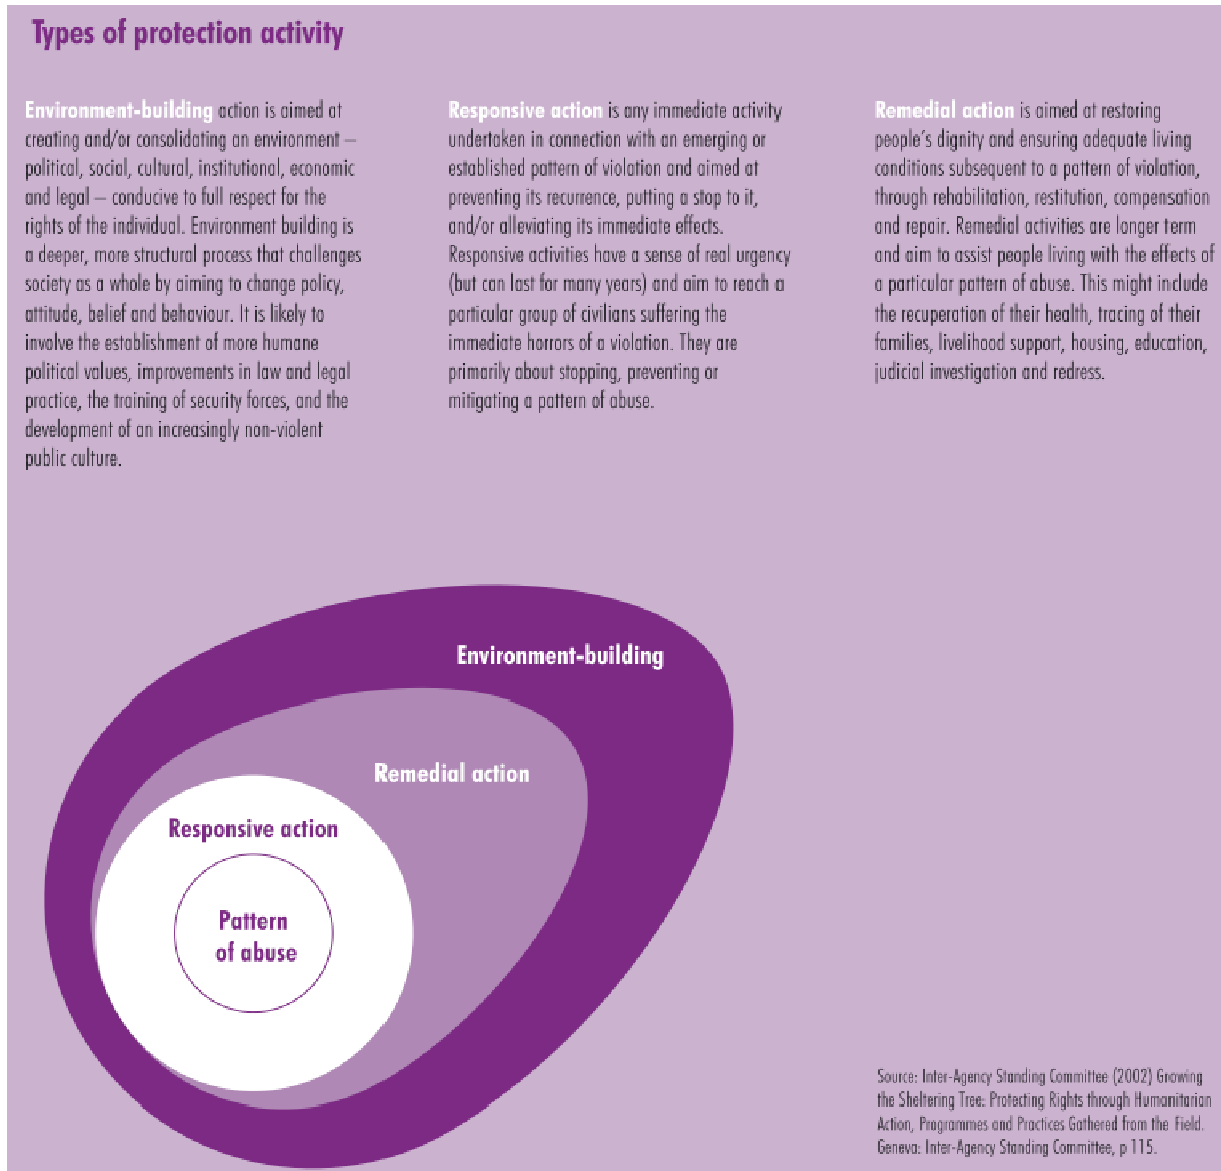 Types of protection activity
Environment-building action is aimed at
creating and/or consolidating an environment –
political, social, cultural, institutional, economic
and legal – conducive to full respect for the
rights of the individual. Environment building is
a deeper, more structural process that challenges
society as a whole by aiming to change policy,
attitude, belief and behaviour. It is likely to
involve the establishment of more humane
political values, improvements in law and legal
practice, the training of security forces, and the
development of an increasingly non-violent
public culture.
Responsive action is any immediate activity
undertaken in connection with an emerging or
established pattern of violation and aimed at
preventing its recurrence, putting a stop to it,
and/or alleviating its immediate effects.
Responsive activities have a sense of real urgency
(but can last for many years) and aim to reach a
particular group of civilians suffering the
immediate horrors of a violation. They are
primarily about stopping, preventing or
mitigating a pattern of abuse.
Remedial action is aimed at restoring
people's dignity and ensuring adequate living
conditions subsequent to a pattern of violation,
through rehabilitation, restitution, compensation
and repair. Remedial activities are longer term
and aim to assist people living with the effects of
a particular pattern of abuse. This might include
the recuperation of their health, tracing of their
families, livelihood support, housing, education,
judicial investigation and redress.
Environment-building
Remedial action
Responsive action
Pattern
of abuse
Source: Inter-Agency Standing Committee (2002) Growing
the Sheltering Tree: Protecting Rights through Humanitarian
Action, Programmes and Practices Gathered from the Field.
Geneva: Inter-Agency Standing Committee, p 115.